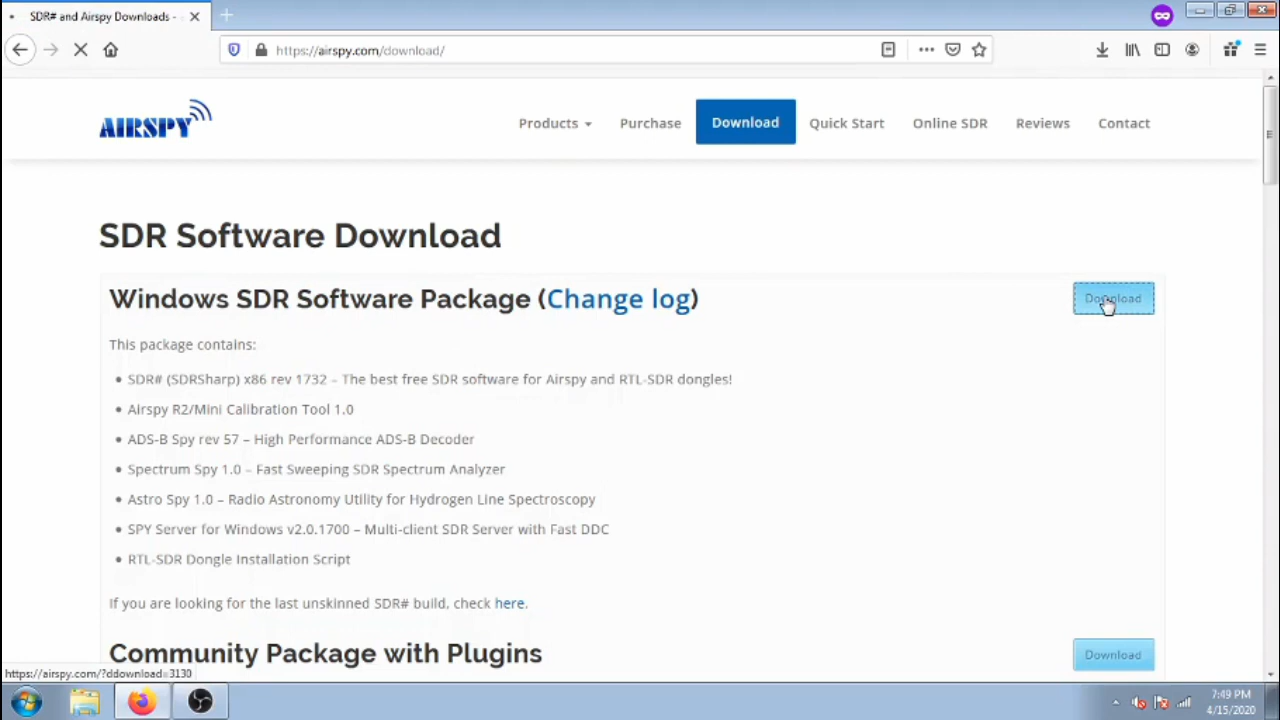 SDR# and Airspy Downloads -
https://airspy.com/download/
AIRSPY
Products
Purchase
Download
Quick Start
Online SDR
Reviews
Contact
SDR Software Download
Windows SDR Software Package (Change log)
Download
This package contains:
• SDR# (SDRSharp) x86 rev 1732 – The best free SDR software for Airspy and RTL-SDR dongles!
• Airspy R2/Mini Calibration Tool 1.0
• ADS-B Spy rev 57 – High Performance ADS-B Decoder
• Spectrum Spy 1.0 – Fast Sweeping SDR Spectrum Analyzer
• Astro Spy 1.0 – Radio Astronomy Utility for Hydrogen Line Spectroscopy
• SPY Server for Windows v2.0.1700 – Multi-client SDR Server with Fast DDC
• RTL-SDR Dongle Installation Script
If you are looking for the last unskinned SDR# build, check here.
Community Package with Plugins
Download
https://airspy.com/?ddownload=3130
7:49 PM
4/15/2020